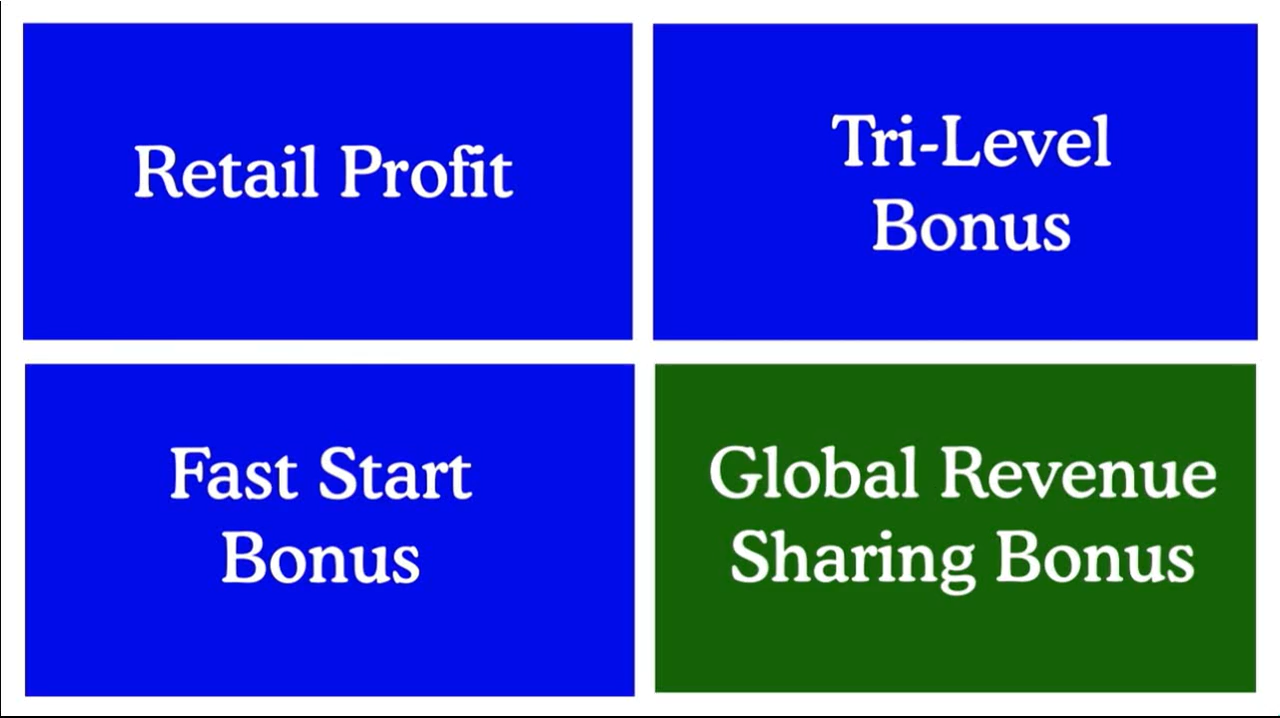 Retail Profit
Tri-Level
Bonus
Fast Start
Bonus
Global Revenue
Sharing Bonus